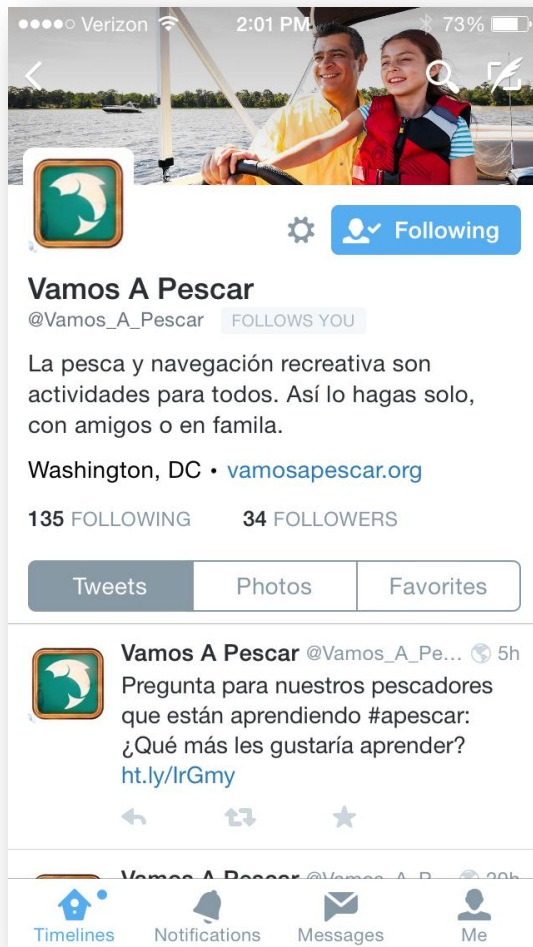 Verizon 2:01 PM 73%
Following
Vamos A Pescar
@Vamos_A_Pescar FOLLOWS YOU
La pesca y navegación recreativa son
actividades para todos. Así lo hagas solo,
con amigos o en famila.
Washington, DC • vamosapescar.org
135 FOLLOWING 34 FOLLOWERS
Tweets Photos Favorites
Vamos A Pescar @Vamos_A_Pe... 5h
Pregunta para nuestros pescadores
que están aprendiendo #apescar:
¿Qué más les gustaría aprender?
ht.ly/IrGmy
Vamos A Pescar @Vamos_A_P...
Timelines Notifications Messages Me